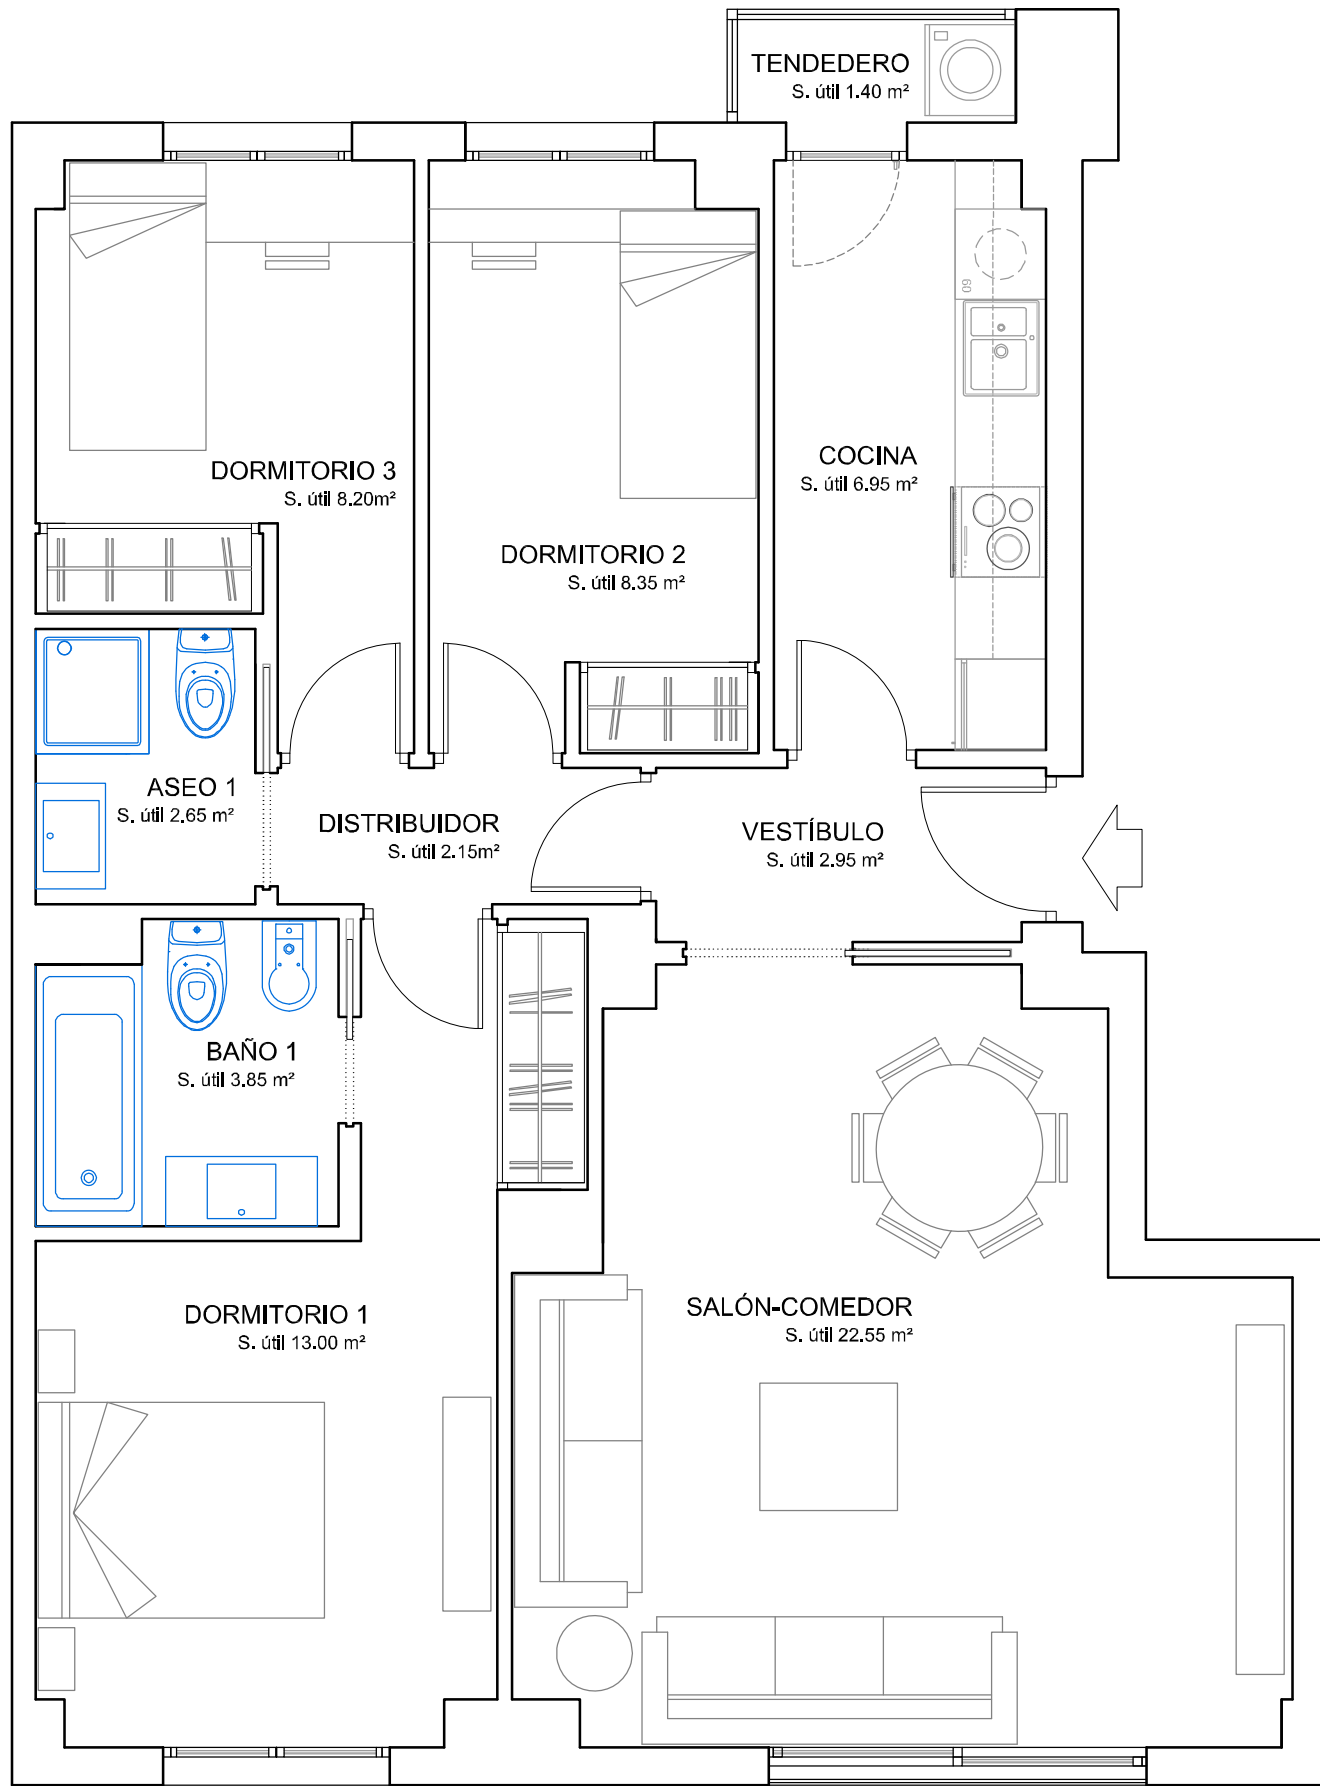 TENDEDERO
S. útil 1.40 m²
DORMITORIO 3
S. útil 8.20m²
DORMITORIO 2
S. útil 8.35 m²
COCINA
S. útil 6.95 m²
60
ASEO 1
S. útil 2.65 m²
DISTRIBUIDOR
S. útil 2.15m²
VESTÍBULO
S. útil 2.95 m²
BAÑO 1
S. útil 3.85 m²
DORMITORIO 1
S. útil 13.00 m²
SALÓN-COMEDOR
S. útil 22.55 m²